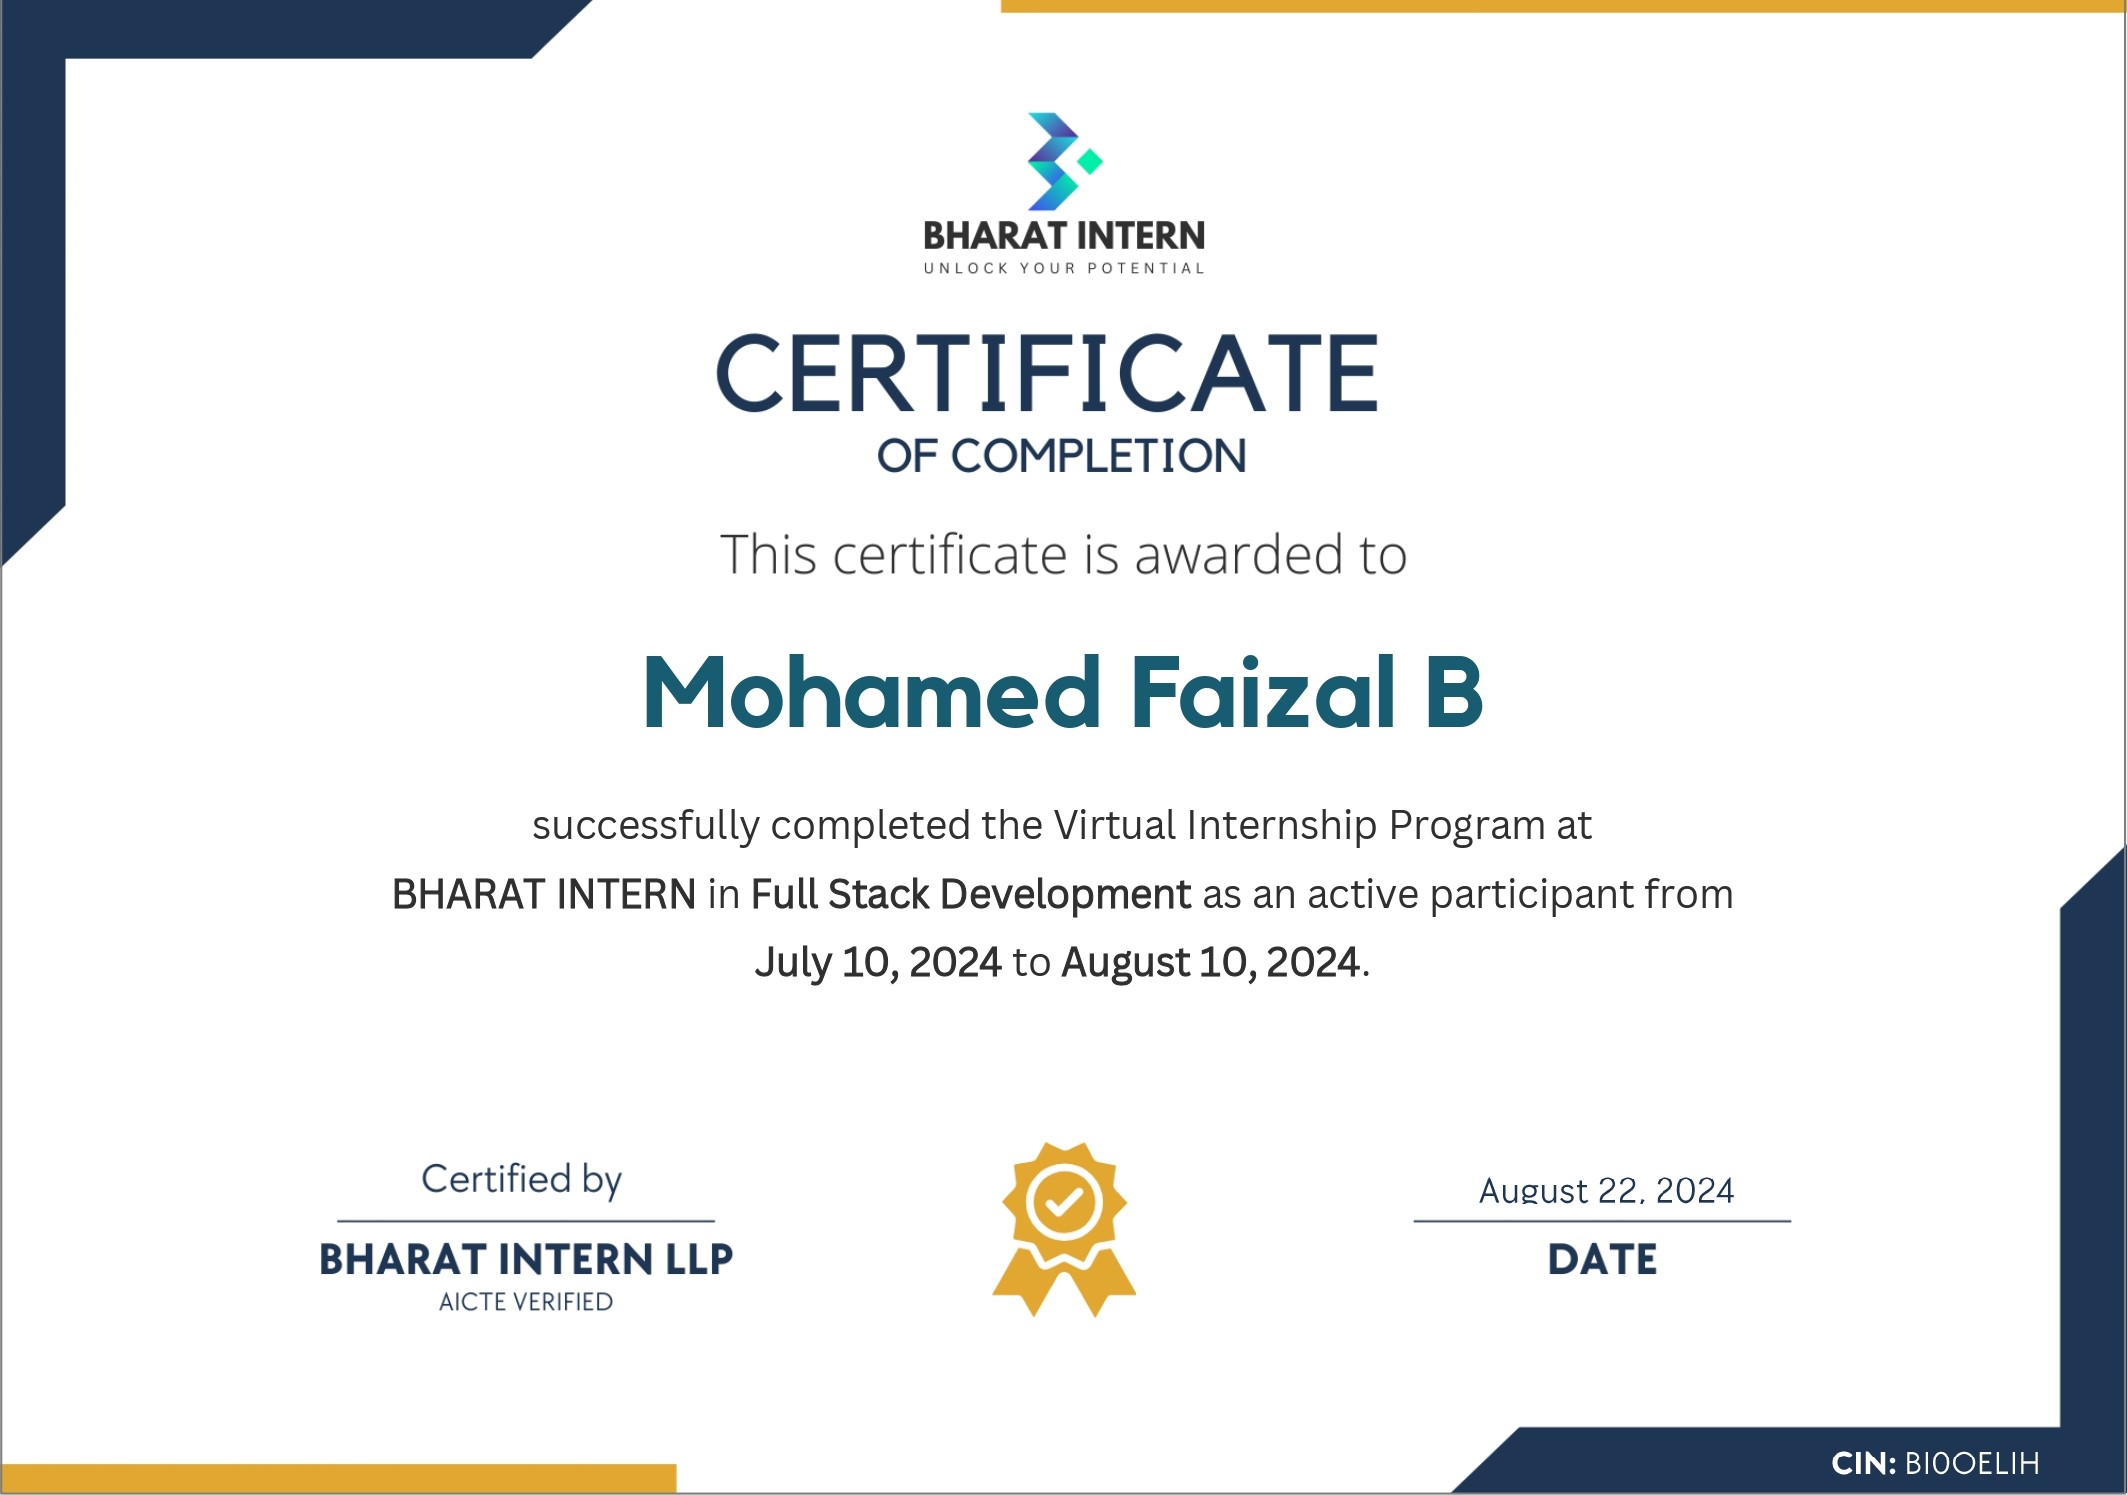 BHARAT INTERN
UNLOCK YOUR POTENTIAL
CERTIFICATE
OF COMPLETION
This certificate is awarded to
Mohamed Faizal B
successfully completed the Virtual Internship Program at
BHARAT INTERN in Full Stack Development as an active participant from
July 10, 2024 to August 10, 2024.
Certified by
BHARAT INTERN LLP
AICTE VERIFIED
August 22, 2024
DATE
CIN: BI0OELIH